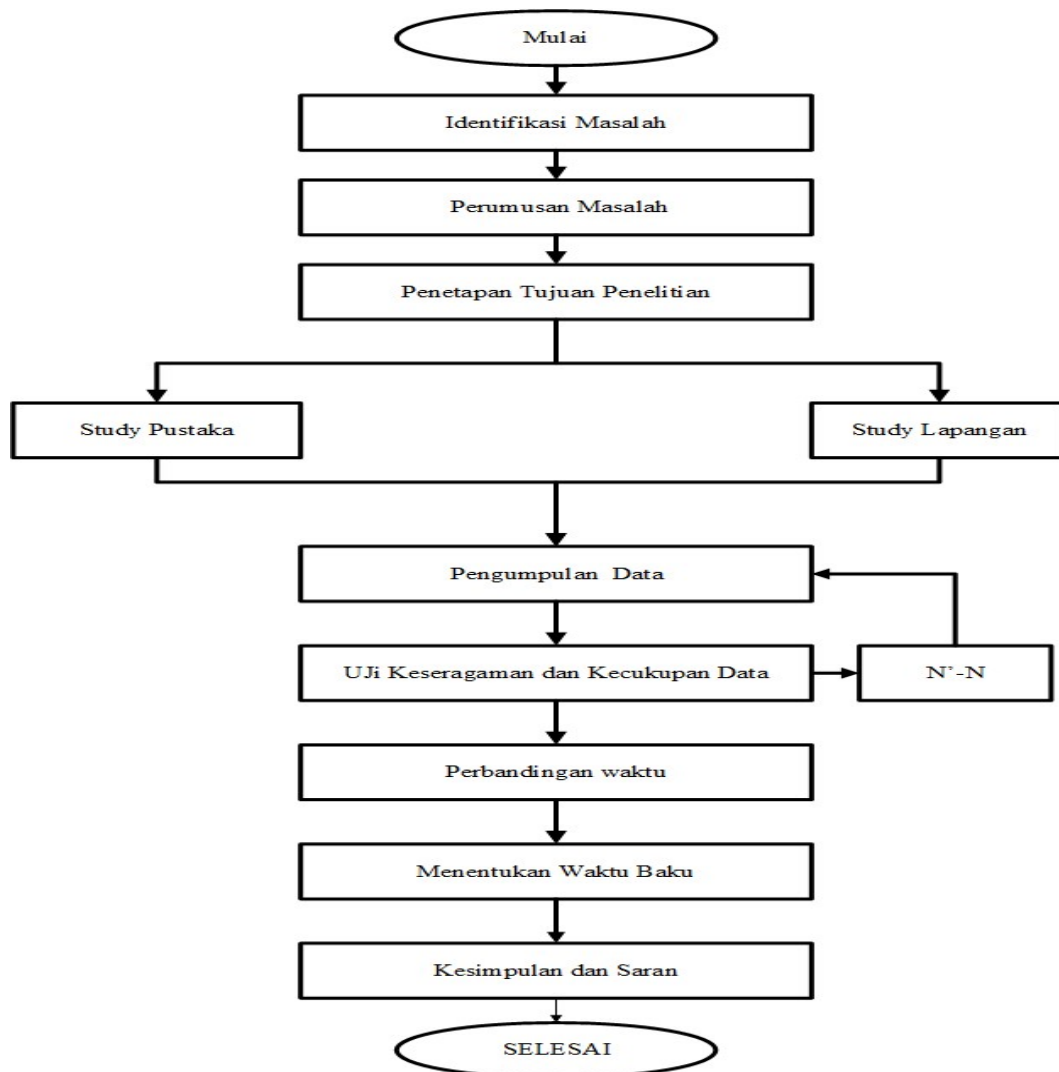 Mulai
Identifikasi Masalah
Perumusan Masalah
Penetapan Tujuan Penelitian
Study Pustaka
Study Lapangan
Pengumpulan Data
UJi Keseragaman dan Kecukupan Data
N’-N
Perbandingan waktu
Menentukan Waktu Baku
Kesimpulan dan Saran
SELESAI